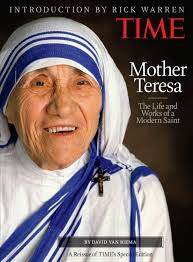 INTRODUCTION BY RICK WARREN
TIME
Mother
Teresa
The Life and
Works of a
Modern Saint
BY DAVID VAN BIEMA
A Reissue of TIME's Special Edition